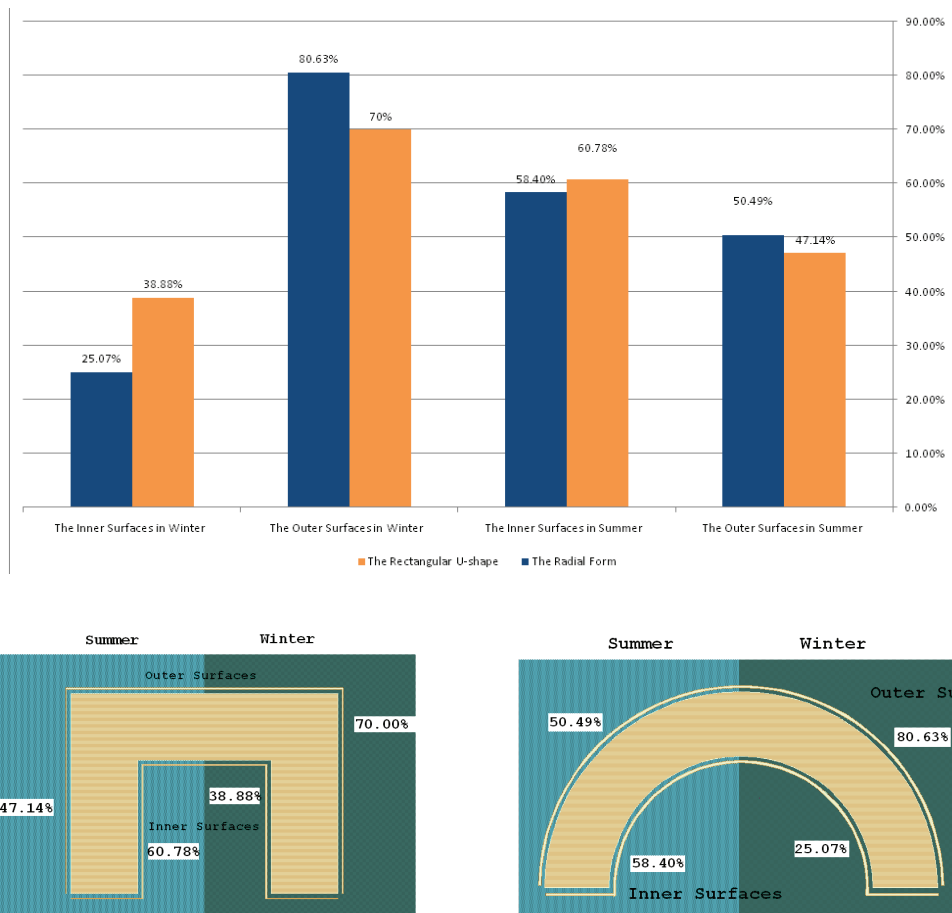 90.00%
80.63%
80.00%
70%
70.00%
60.78%
58.40%
60.00%
50.49%
50.00%
47.14%
38.88%
40.00%
25.07%
30.00%
20.00%
10.00%
0.00%
The Inner Surfaces in Winter
The Outer Surfaces in Winter
The Inner Surfaces in Summer
The Outer Surfaces in Summer
The Rectangular U-shape
The Radial Form
Summer
Winter
Outer Surfaces
70.00%
47.14%
38.88%
Inner Surfaces
60.78%
Summer
Winter
Outer Su
50.49%
80.63%
58.40%
25.07%
Inner Surfaces